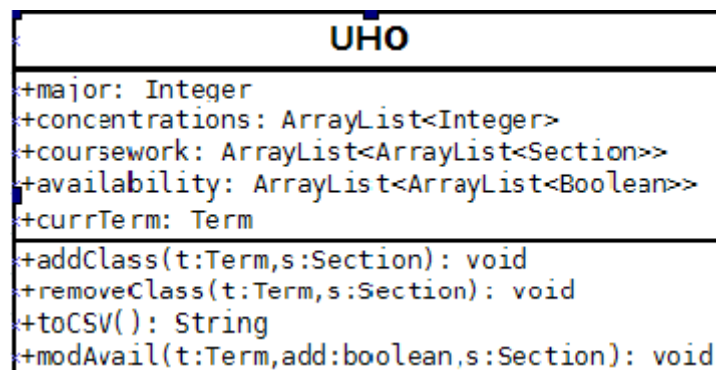 UHO
+major: Integer
+concentrations: ArrayList<Integer>
+coursework: ArrayList<ArrayList<Section>>
+availability: ArrayList<ArrayList<Boolean>>
+currTerm: Term
+addClass(t:Term,s:Section): void
+removeClass(t:Term,s:Section): void
+toCSV(): String
+modAvail(t:Term,add:boolean,s:Section): void